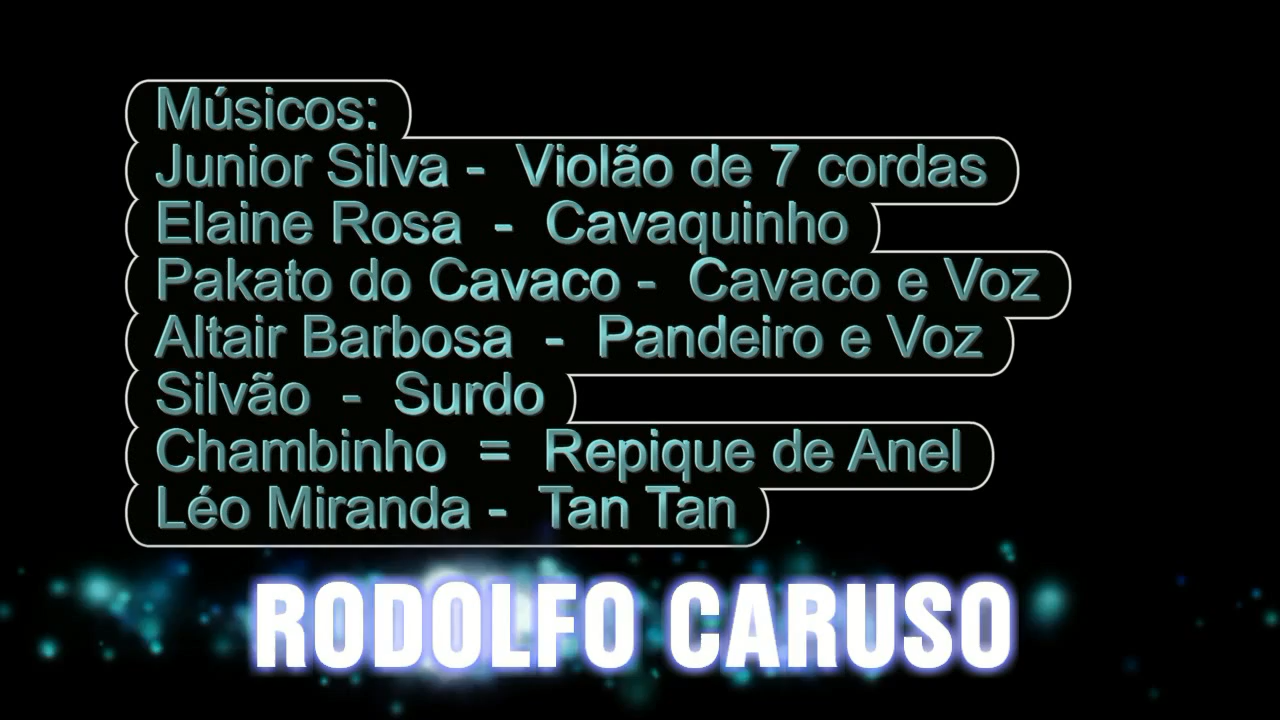 Músicos:
Junior Silva - Violão de 7 cordas
Elaine Rosa - Cavaquinho
Pakato do Cavaco - Cavaco e Voz
Altair Barbosa - Pandeiro e Voz
Silvão - Surdo
Chambinho = Repique de Anel
Léo Miranda - Tan Tan
RODOLFO CARUSO